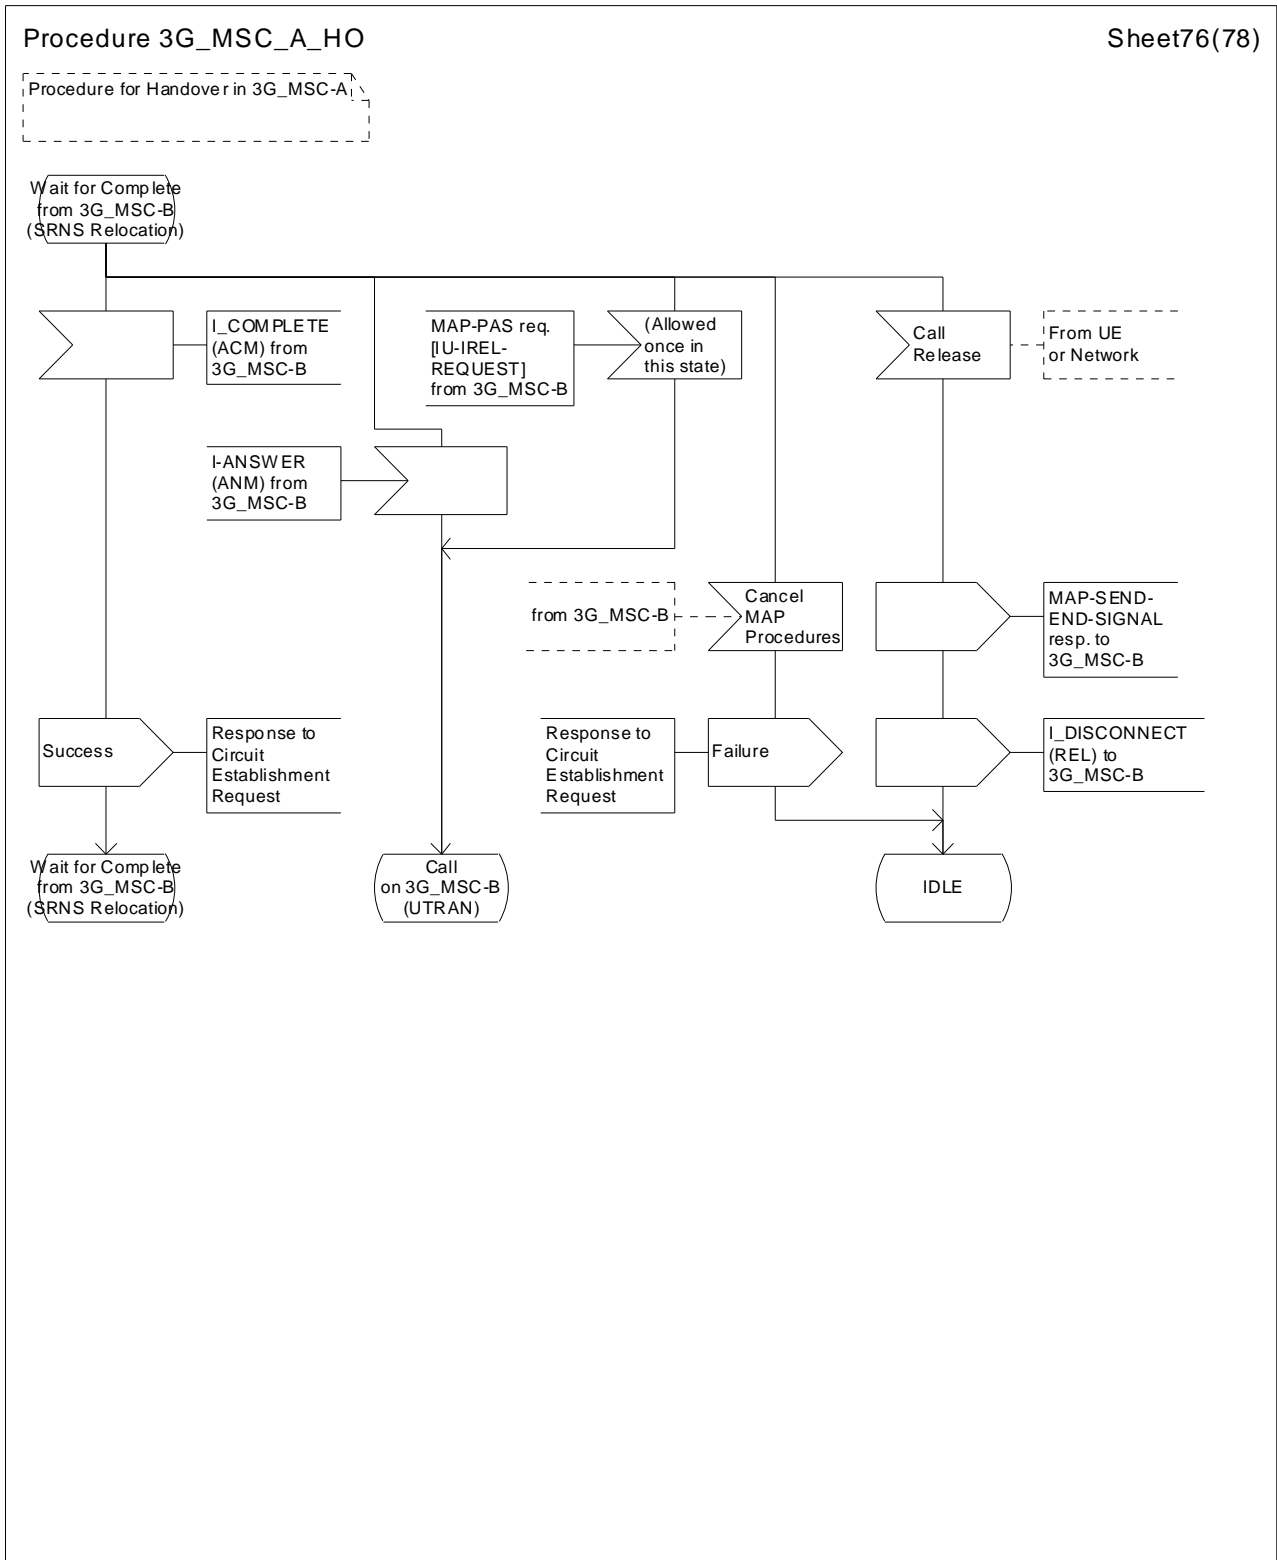 Procedure 3G_MSC_A_HO
Sheet76(78)
Procedure for Handover in 3G_MSC-A
Wait for Complete
from 3G_MSC-B
(SRNS Relocation)
I_COMPLETE
(ACM) from
3G_MSC-B
MAP-PAS req.
[IU-IREL-
REQUEST]
from 3G_MSC-B
(Allowed
once in
this state)
Call
Release
From UE
or Network
I-ANSWER
(ANM) from
3G_MSC-B
from 3G_MSC-B
Cancel
MAP
Procedures
MAP-SEND-
END-SIGNAL
resp. to
3G_MSC-B
Success
Response to
Circuit
Establishment
Request
Response to
Circuit
Establishment
Request
Failure
I_DISCONNECT
(REL) to
3G_MSC-B
Wait for Complete
from 3G_MSC-B
(SRNS Relocation)
Call
on 3G_MSC-B
(UTRAN)
IDLE